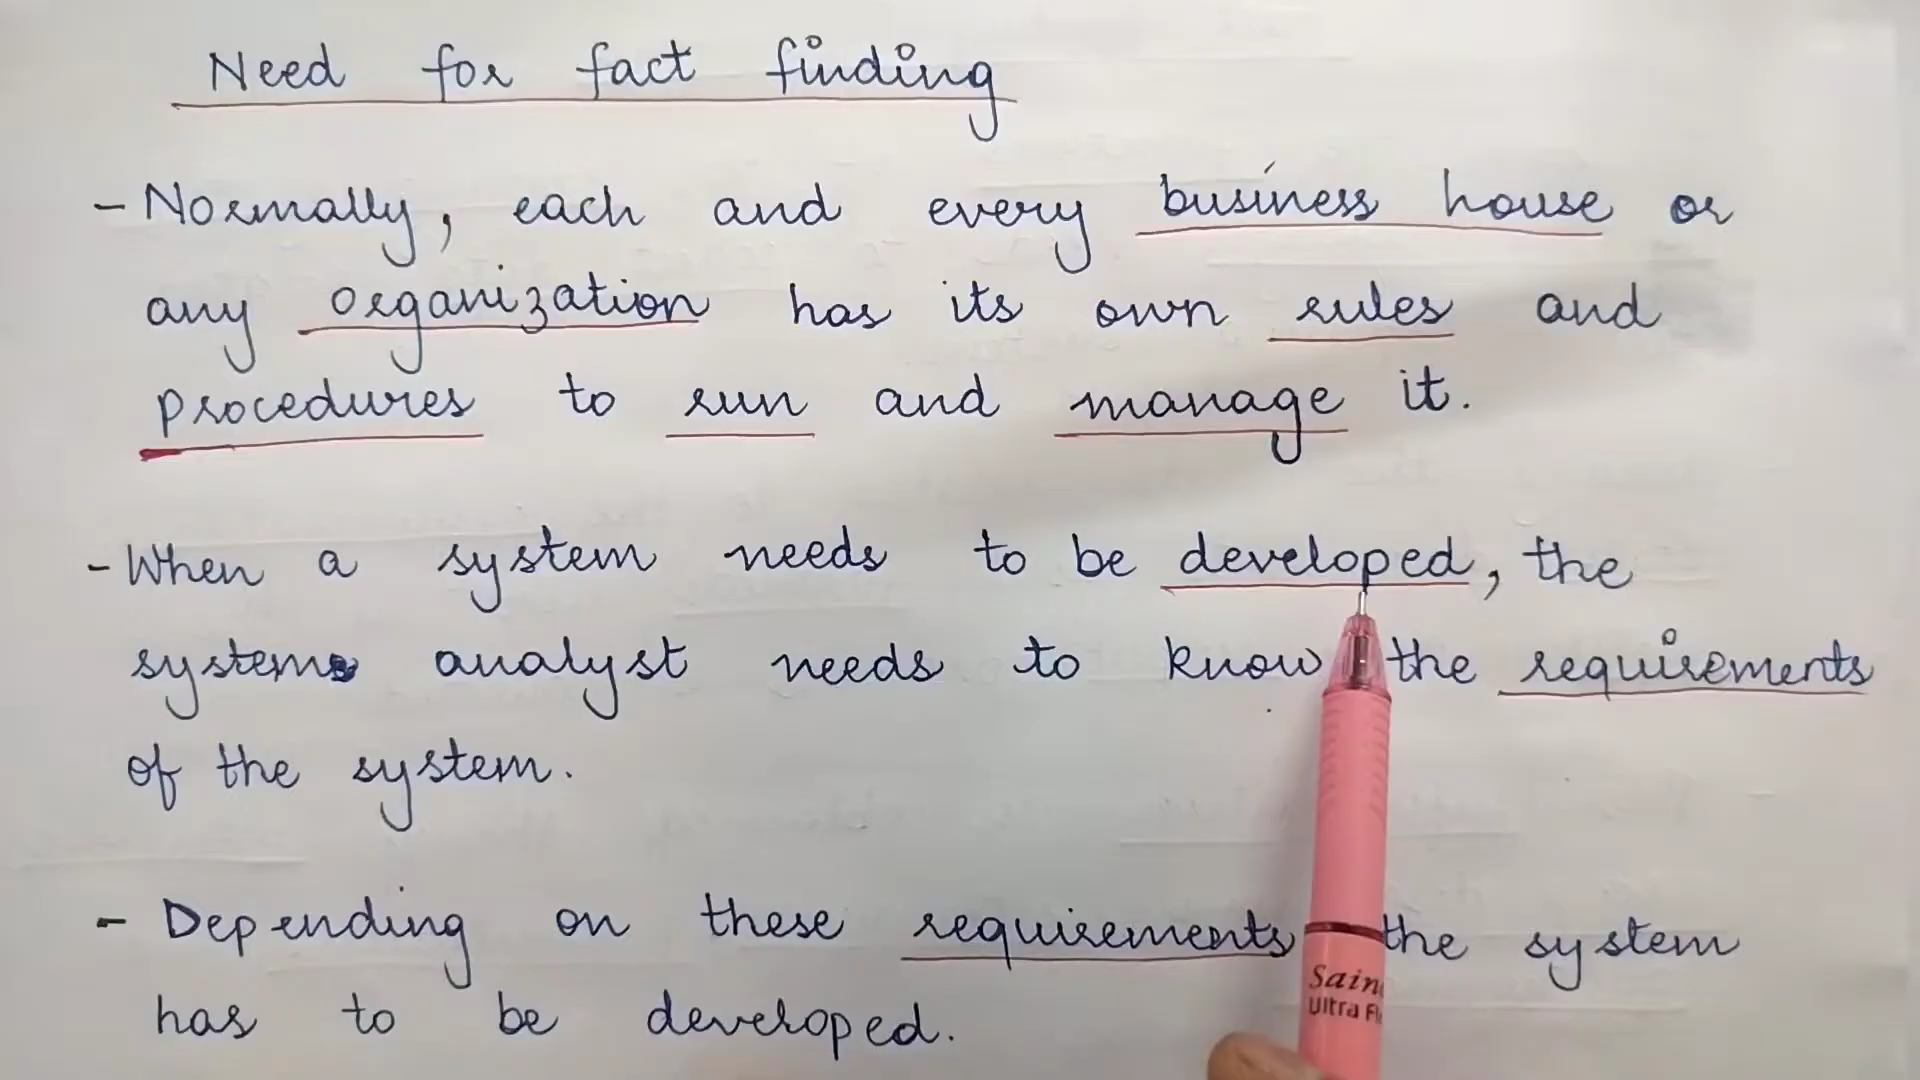 Need for fact finding
- Normally, each and every business house or
any organization has its own rules and
procedures to run and manage it.
- When a system needs to be developed, the
systems analyst needs to know the requirements
of the system.
- Depending on these requirements the system
has to be developed.
Ultra